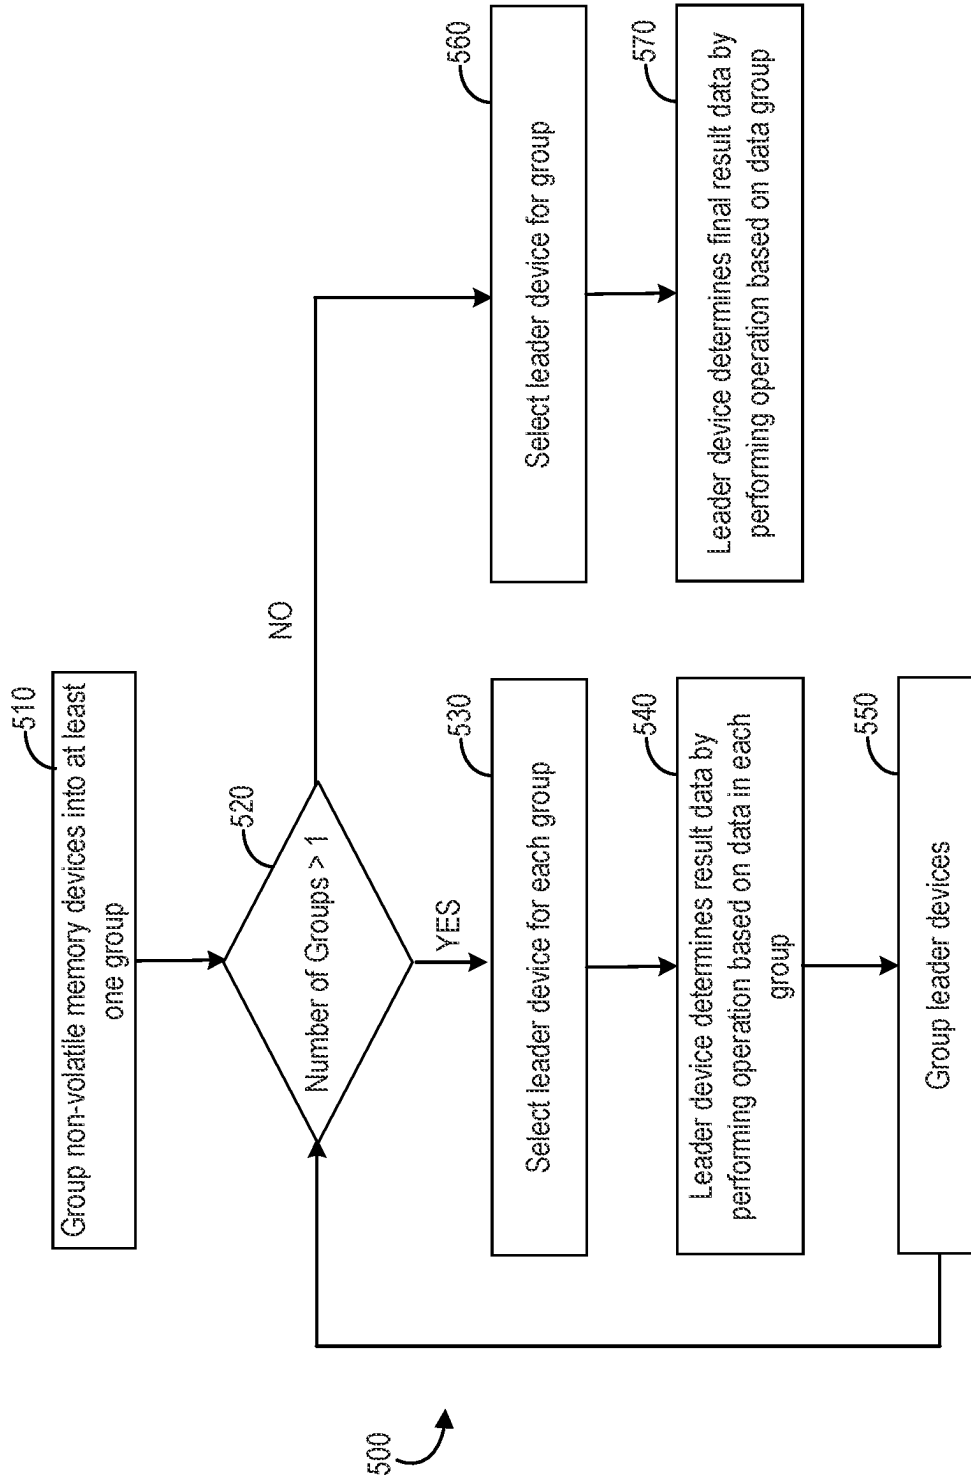 500
510
Group non-volatile memory devices into at least
one group
520
Number of Groups > 1
NO
YES
530
Select leader device for each group
540
Leader device determines result data by
performing operation based on data in each
group
550
Group leader devices
560
Select leader device for group
570
Leader device determines final result data by
performing operation based on data group